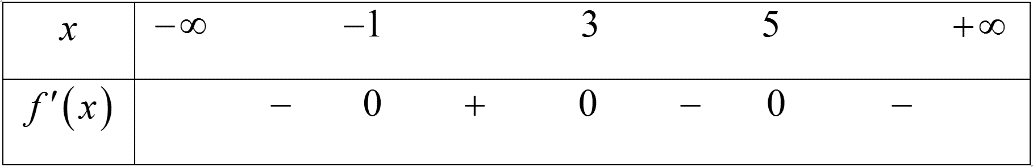 x −∞ −1 3 5 +∞
f′(x) − 0 + 0 − 0 −